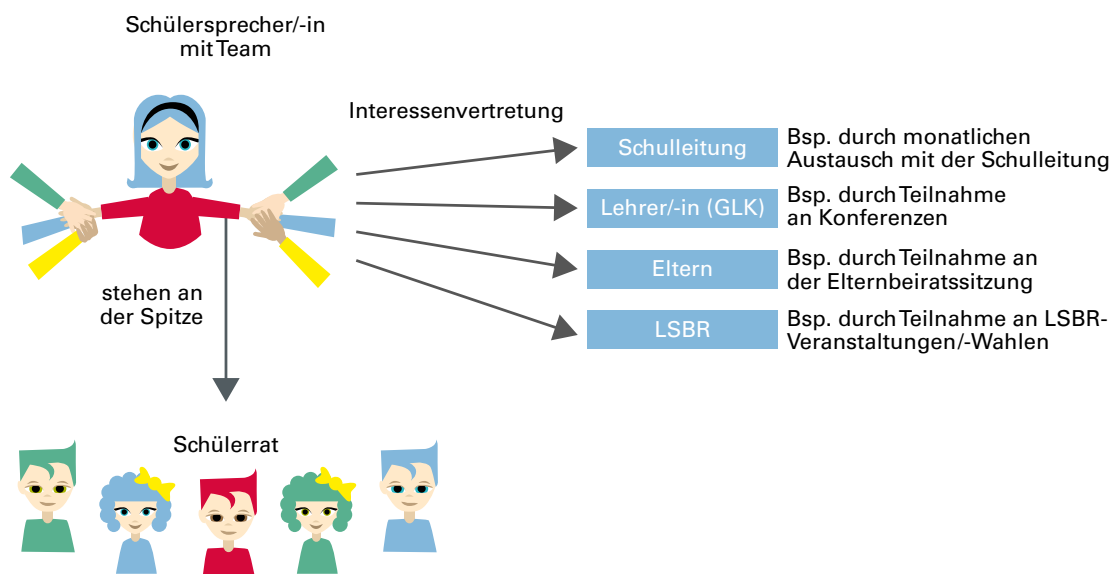 Schülersprecher/-in
mit Team
Interessenvertretung
Schulleitung
Bsp. durch monatlichen
Austausch mit der Schulleitung
Lehrer/-in (GLK)
Bsp. durch Teilnahme
an Konferenzen
Eltern
Bsp. durch Teilnahme an
der Elternbeiratssitzung
LSBR
Bsp. durch Teilnahme an LSBR-
Veranstaltungen/-Wahlen
stehen an
der Spitze
Schülerrat